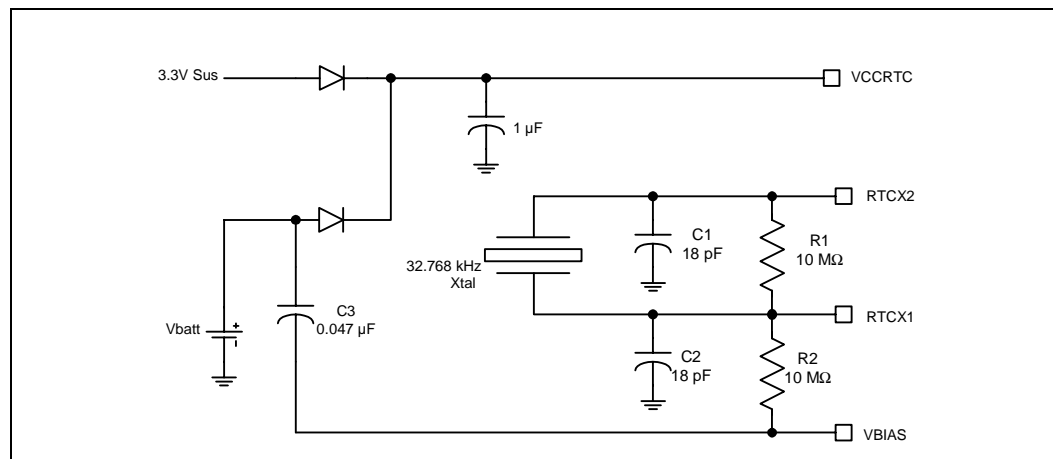 3.3V Sus
VCCRTC
1 µF
RTCX2
C1
18 pF
R1
10 MΩ
32.768 kHz
Xtal
C3
0.047 µF
Vbatt
+
RTCX1
C2
18 pF
R2
10 MΩ
VBIAS